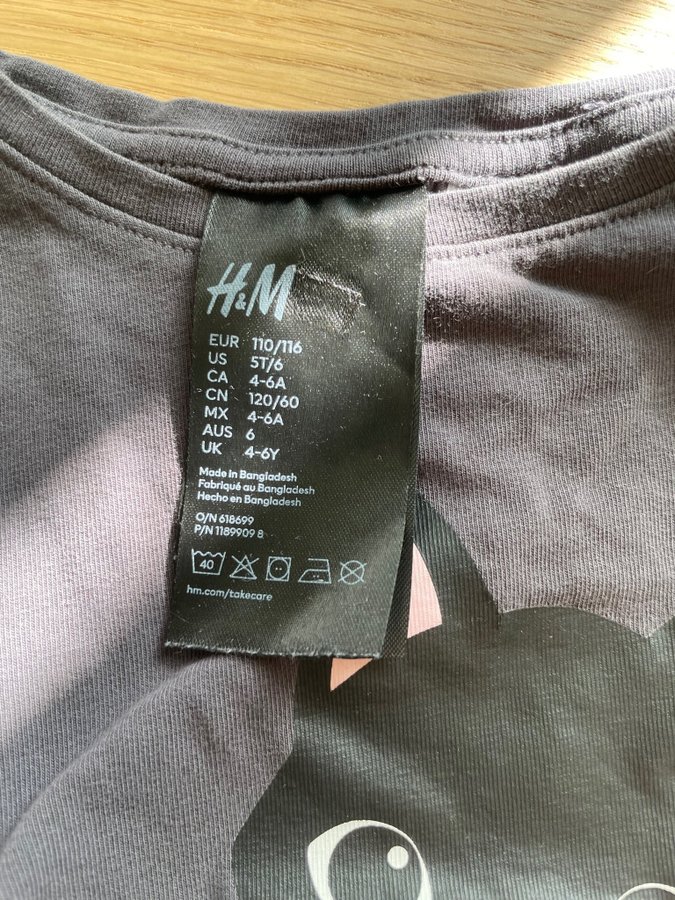 H&M
EUR 110/116
US 5T/6
CA 4-6A
CN 120/60
MX 4-6A
AUS 6
UK 4-6Y
Made in Bangladesh
Fabriqué au Bangladesh
Hecho en Bangladesh
O/N 618699
P/N 1189909 8
40
hm.com/takecare